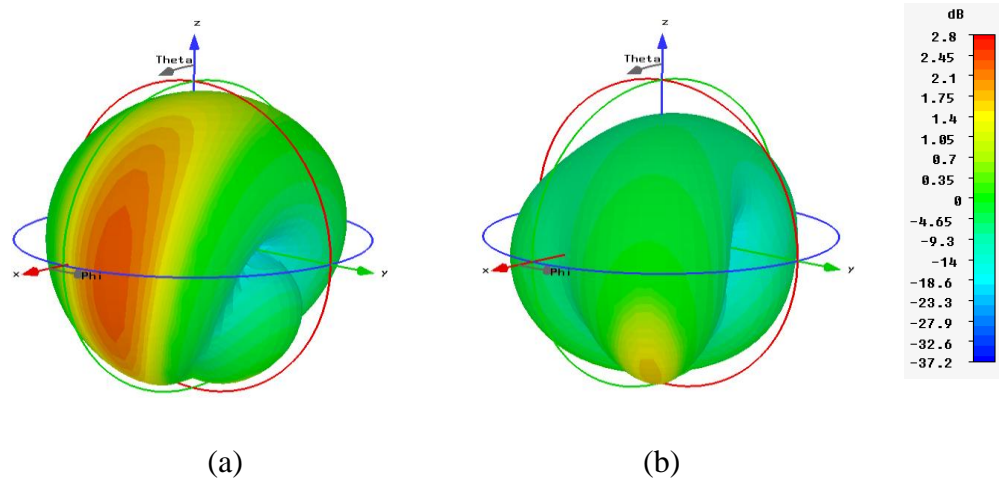 z
Theta
x
Phi
y
z
Theta
x
Phi
y
dB
2.8
2.45
2.1
1.75
1.4
1.05
0.7
0.35
0
-4.65
-9.3
-14
-18.6
-23.3
-27.9
-32.6
-37.2
(a)
(b)